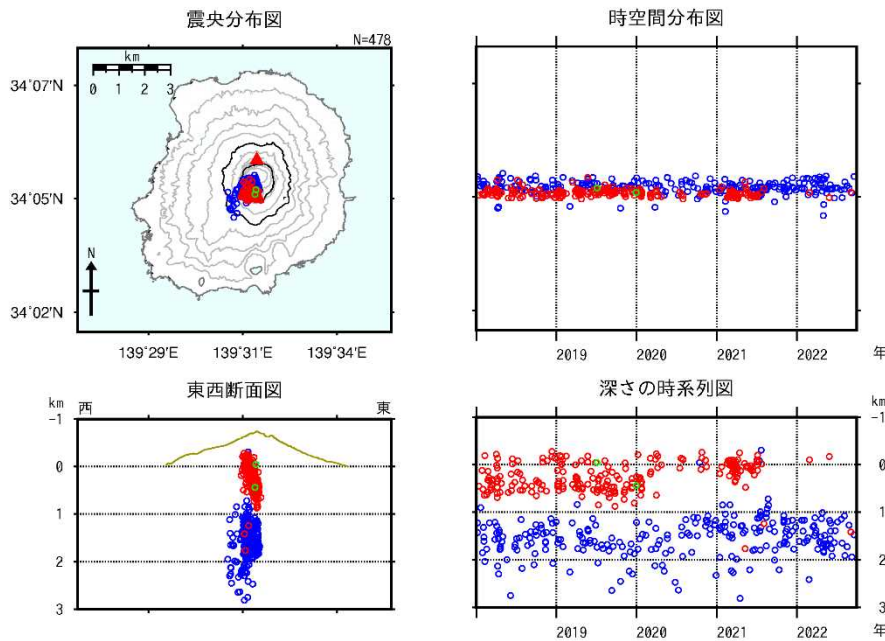 震央分布図
N=478
km
0 1 2 3
34°07'N
34°05'N
34°02'N
N
139°29'E 139°31'E 139°34'E
時空間分布図
2019 2020 2021 2022 年
東西断面図
km 西 東
-1
0
1
2
3
深さの時系列図
km
-1
0
1
2
3
2019 2020 2021 2022 年